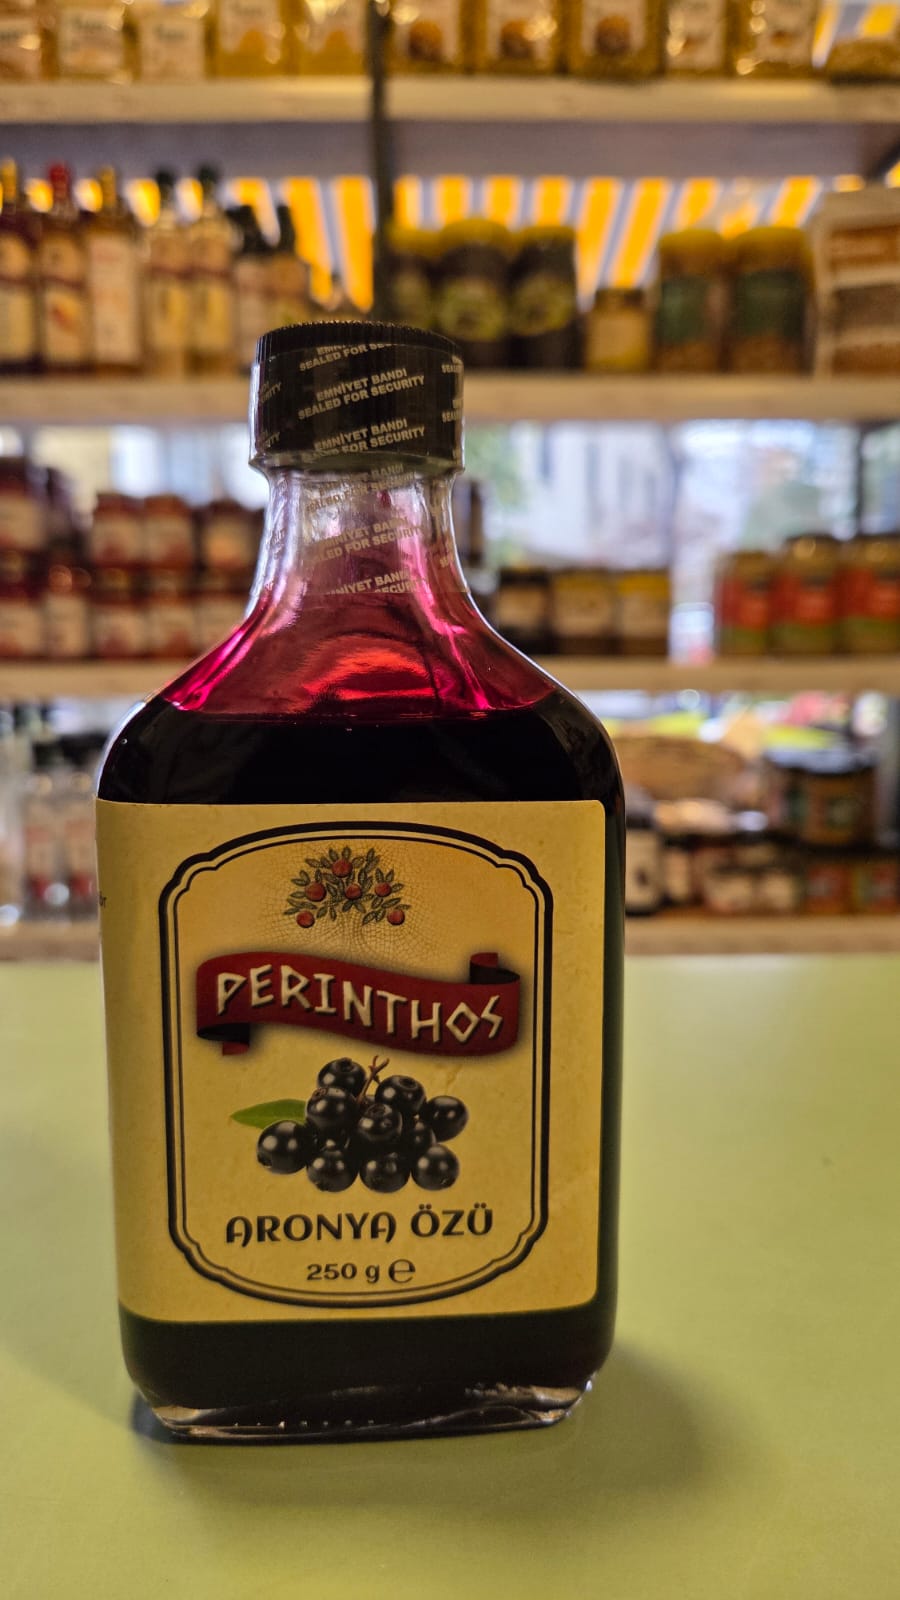 EMNİYET BANDI
SEALED FOR SECURITY
EMNİYET BANDI
SEALED FOR SECURITY
EMNİYET BANDI
SEALED FOR SECURITY
PERINTHOS
ARONYA ÖZÜ
250 g ℮